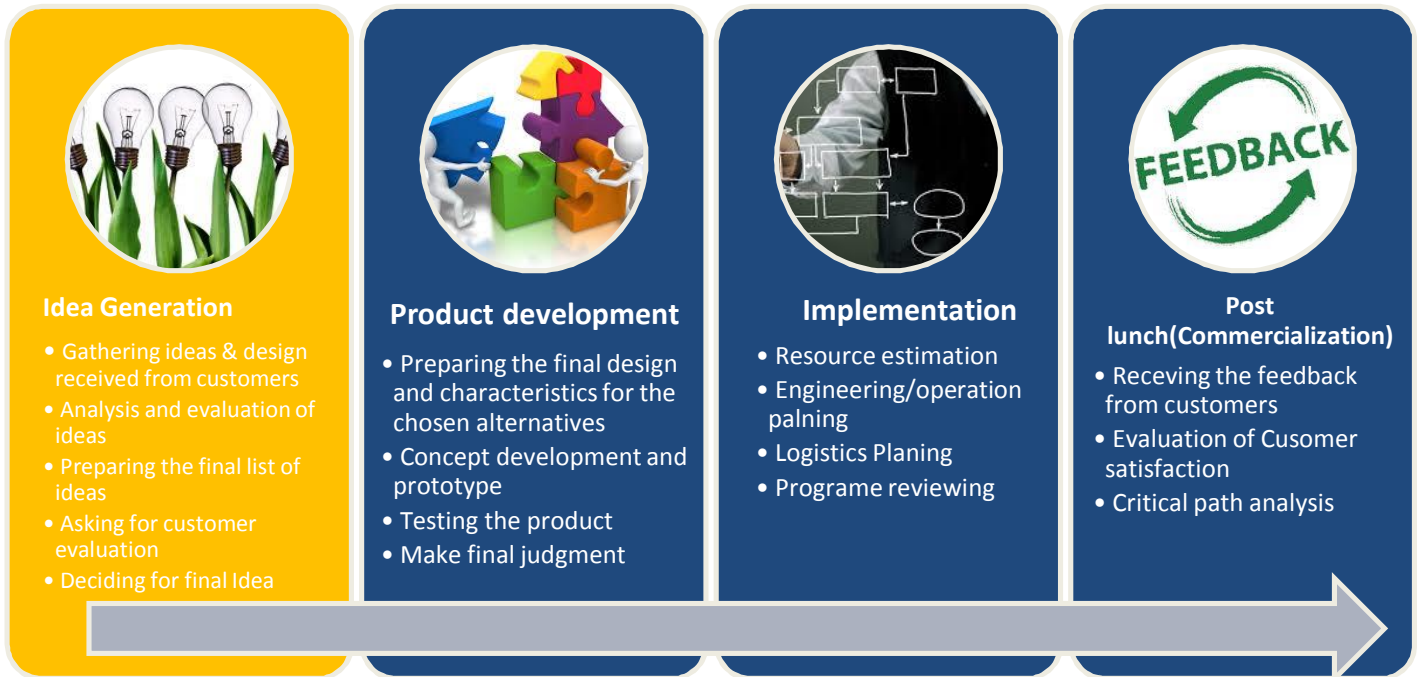 Idea Generation
• Gathering ideas & design
received from customers
• Analysis and evaluation of
ideas
• Preparing the final list of
ideas
• Asking for customer
evaluation
• Deciding for final Idea
Product development
• Preparing the final design
and characteristics for the
chosen alternatives
• Concept development and
prototype
• Testing the product
• Make final judgment
Implementation
• Resource estimation
• Engineering/operation
palning
• Logistics Planing
• Programe reviewing
FEEDBACK
Post
lunch(Commercialization)
• Receving the feedback
from customers
• Evaluation of Cusomer
satisfaction
• Critical path analysis